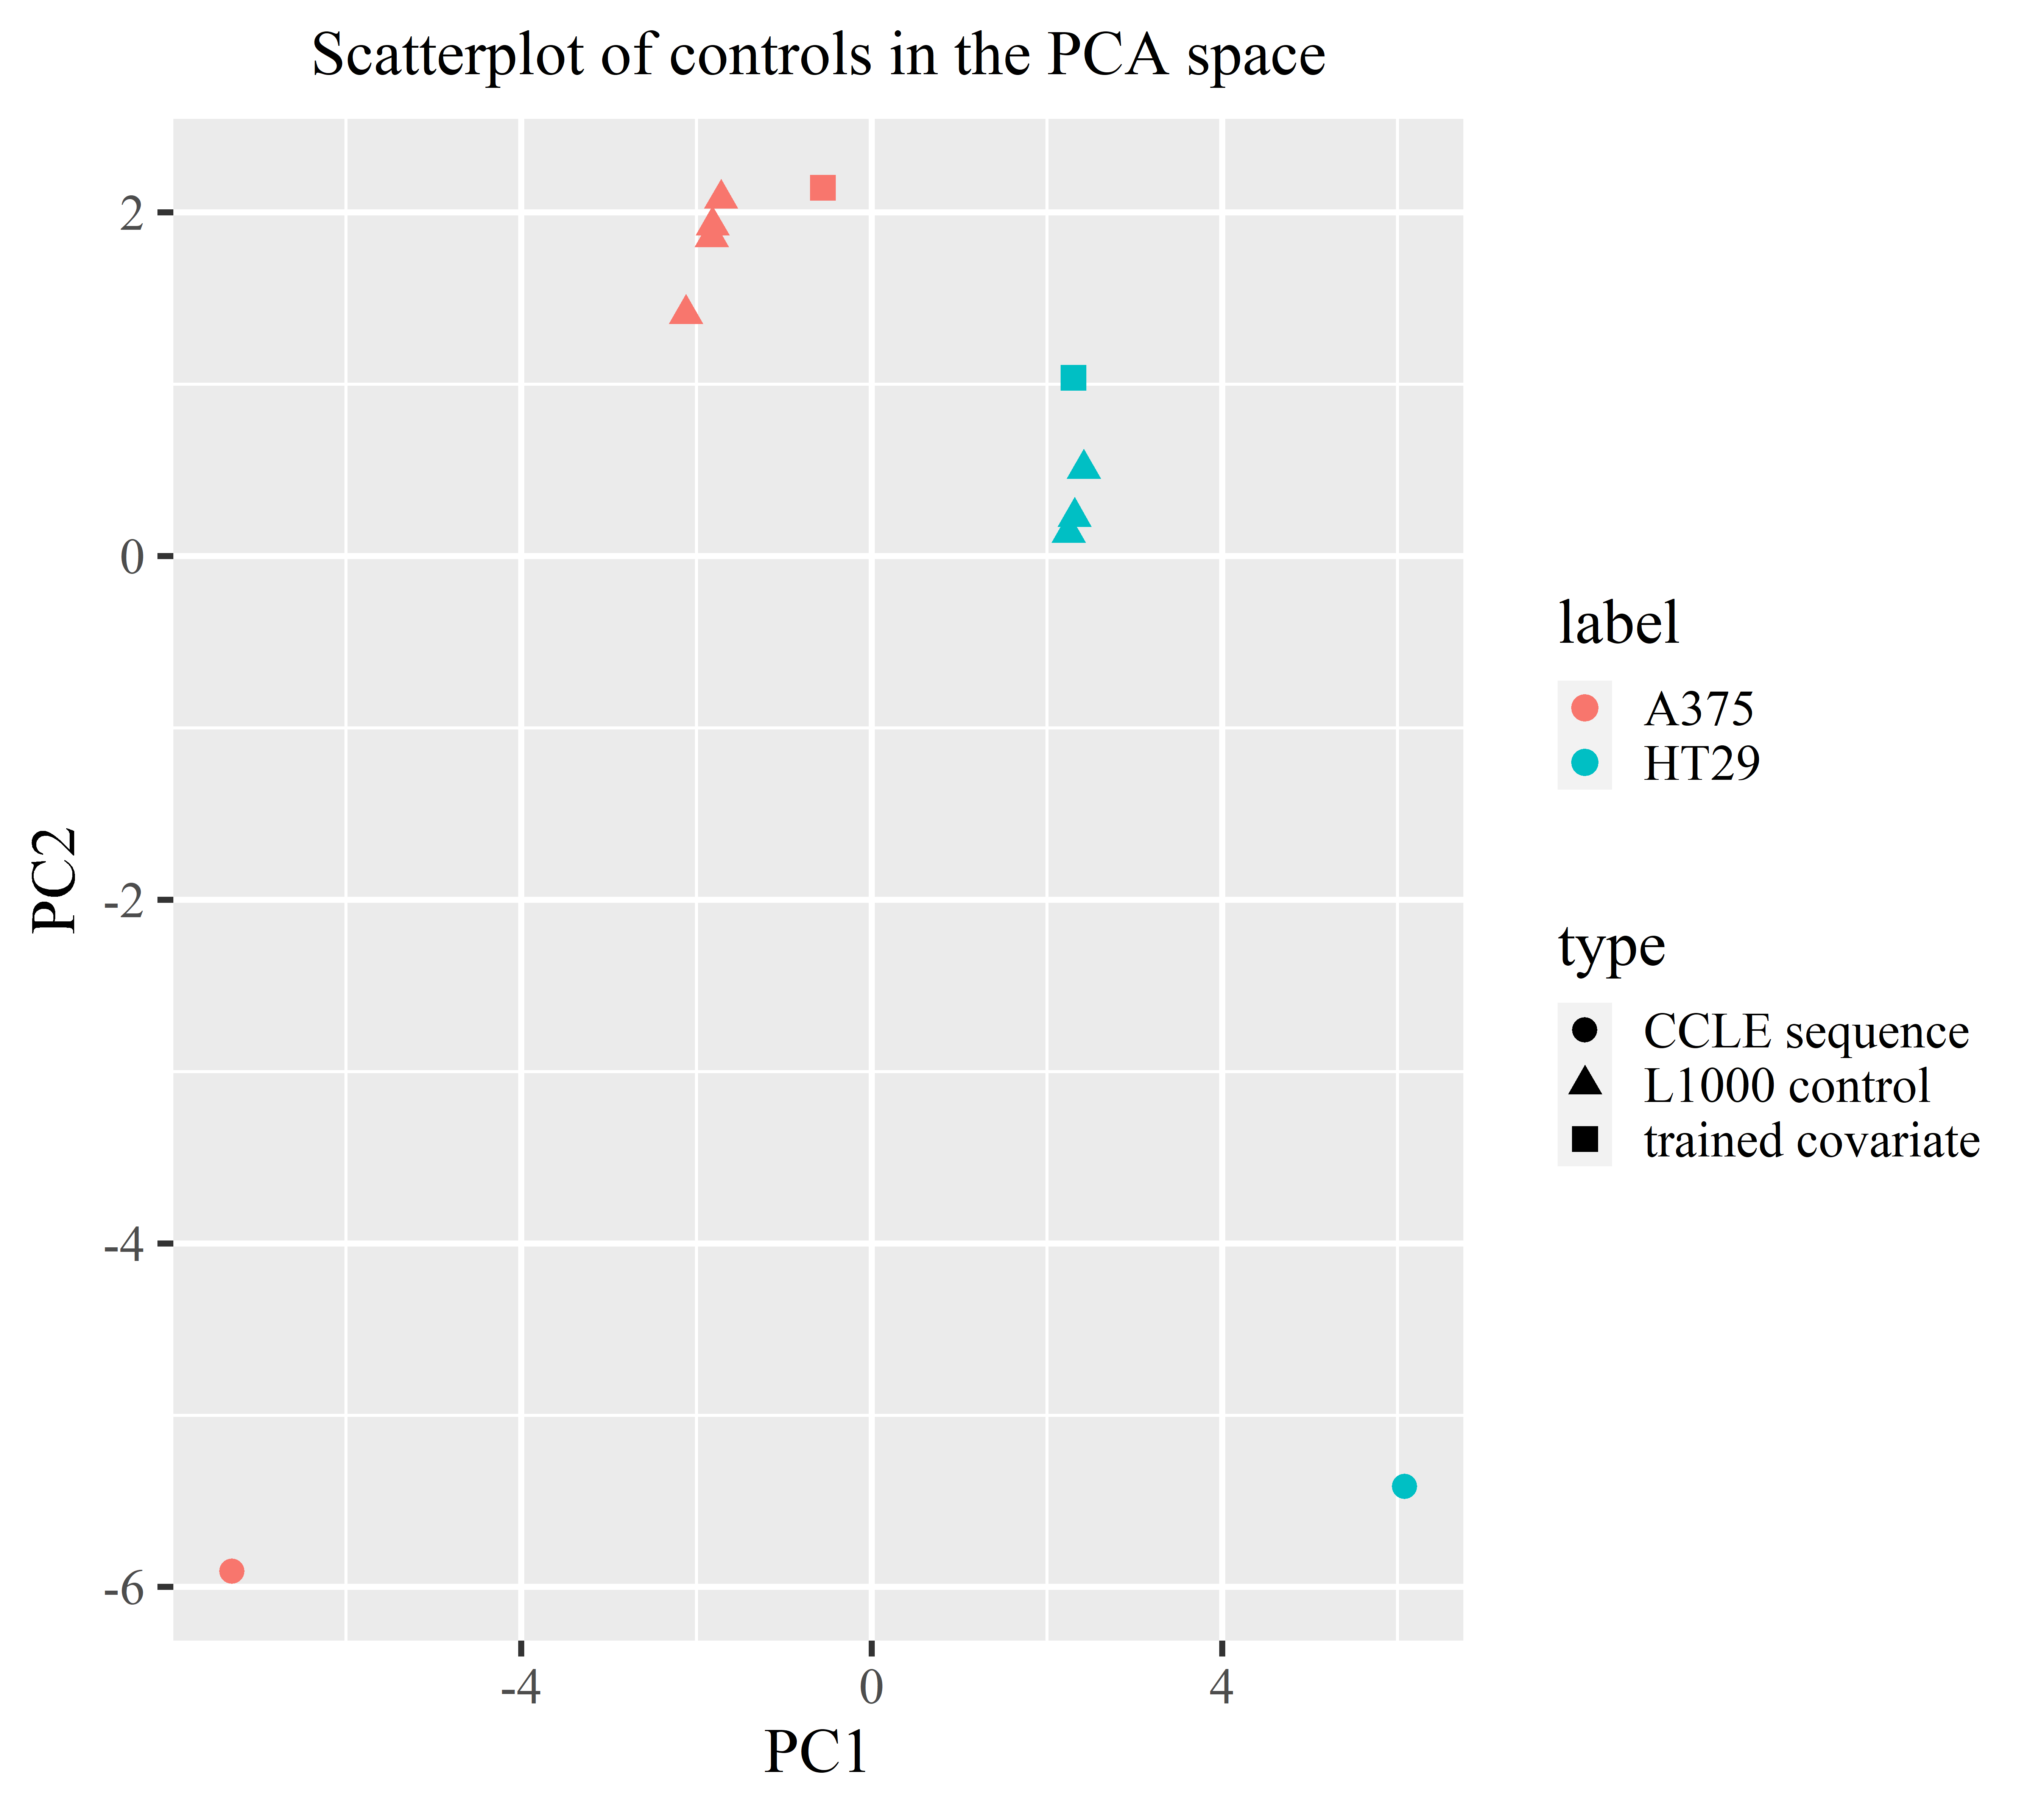 Scatterplot of controls in the PCA space
2
0
-2
-4
-6
PC2
-4 0 4
PC1
label
A375
HT29
type
CCLE sequence
L1000 control
trained covariate